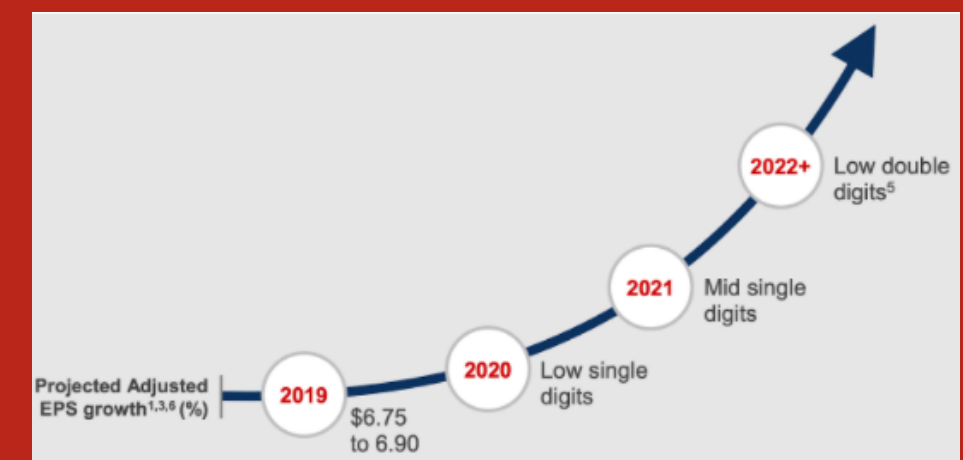 2022+
Low double
digits⁵
2021
Mid single
digits
2020
Low single
digits
Projected Adjusted
EPS growth¹,³,⁶ (%)
2019
$6.75
to 6.90